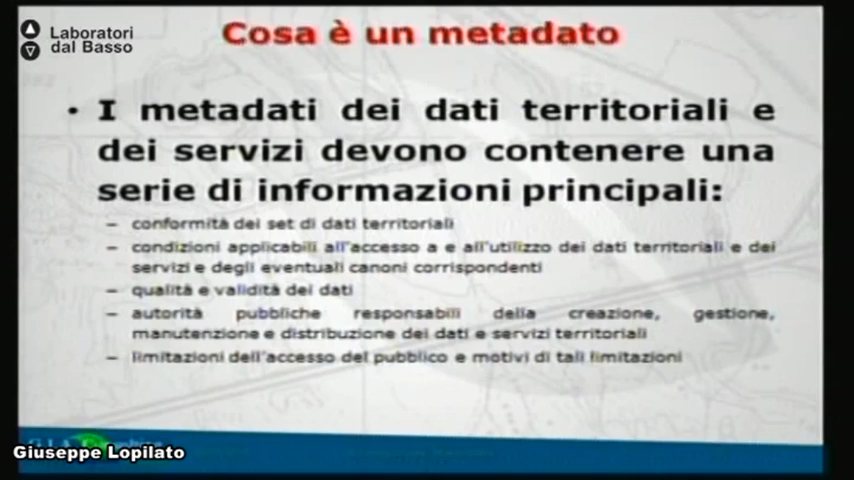 Laboratori
dal Basso
Cosa è un metadato
• I metadati dei dati territoriali e
dei servizi devono contenere una
serie di informazioni principali:
– conformità dei set di dati territoriali
– condizioni applicabili all'accesso a e all'utilizzo dei dati territoriali e dei
servizi e degli eventuali canoni corrispondenti
– qualità e validità dei dati
– autorità pubbliche responsabili della creazione, gestione,
manutenzione e distribuzione dei dati e servizi territoriali
– limitazioni dell'accesso del pubblico e motivi di tali limitazioni
Giuseppe Lopilato